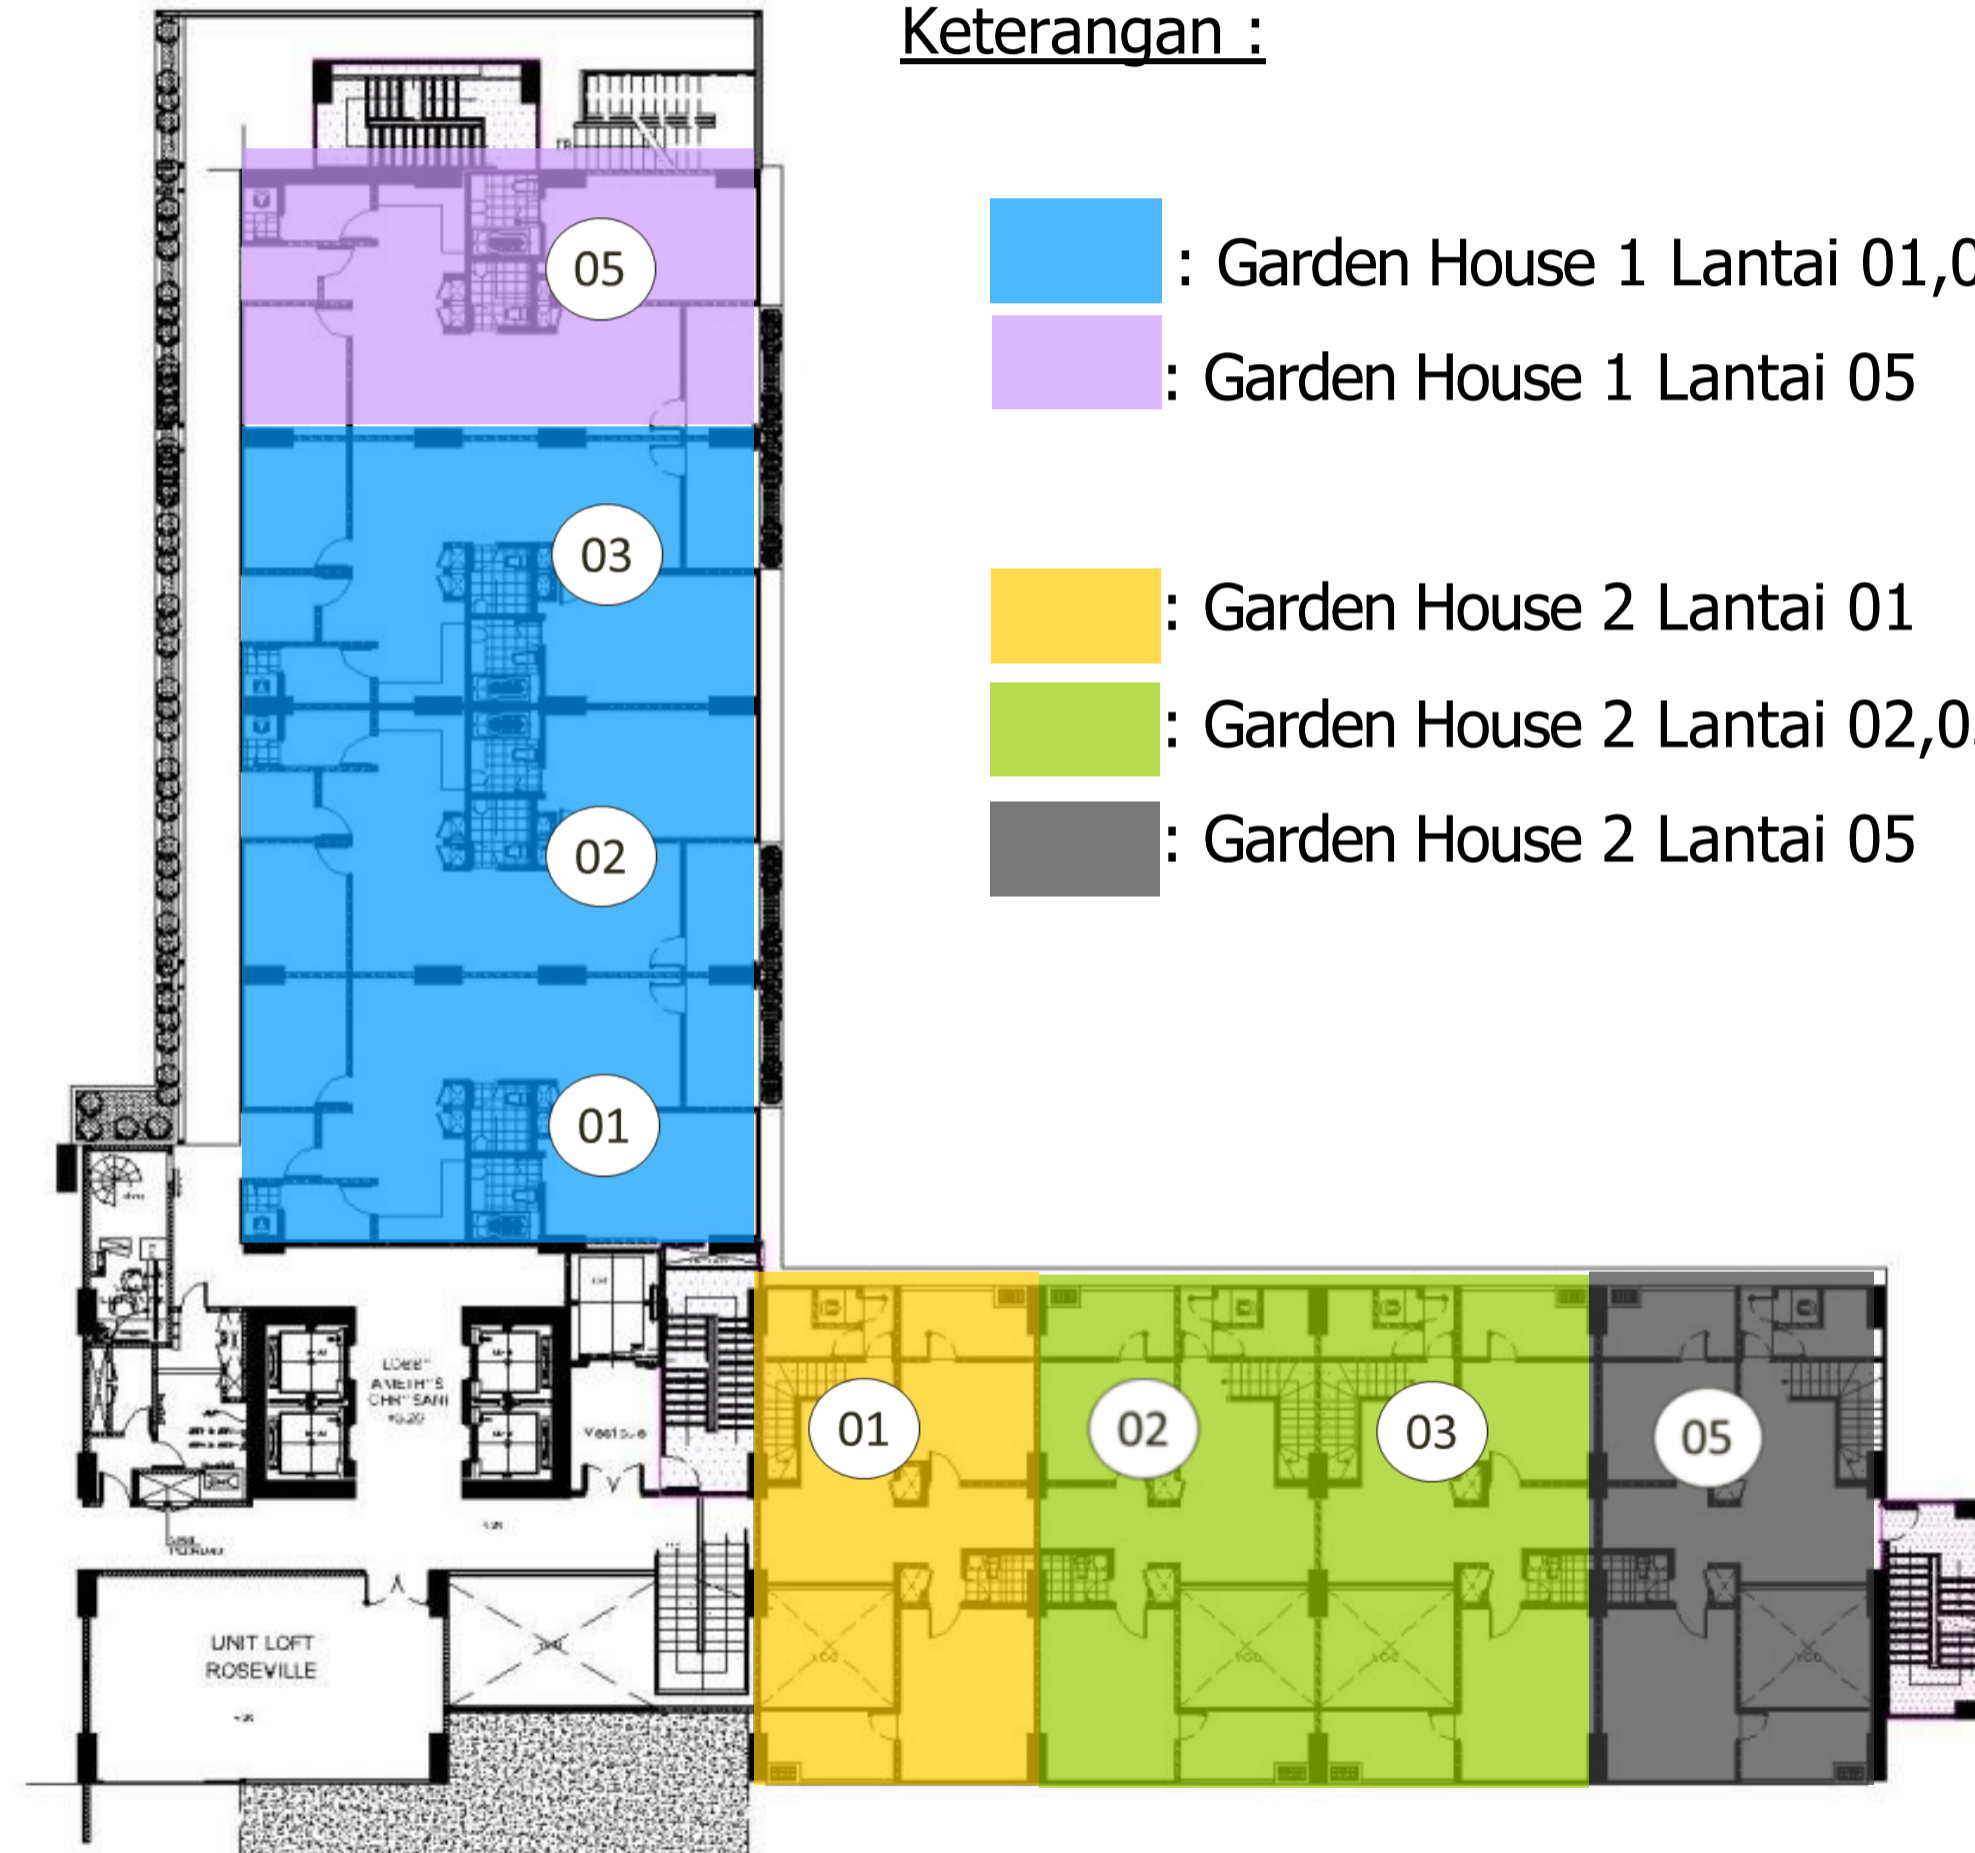 Keterangan :
: Garden House 1 Lantai 01,0
: Garden House 1 Lantai 05
: Garden House 2 Lantai 01
: Garden House 2 Lantai 02,0
: Garden House 2 Lantai 05
05
03
02
01
LOBBY
01
02
03
05
UNIT LOFT
ROSEVILLE